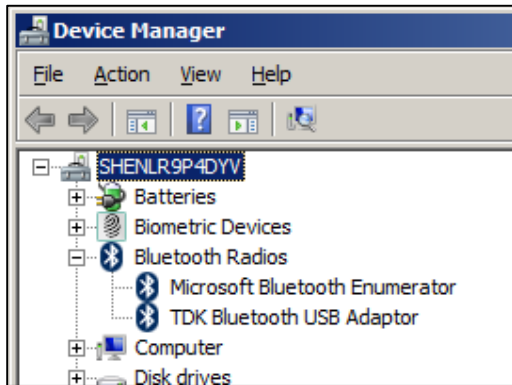 Device Manager
File Action View Help
SHENLR9P4DYV
Batteries
Biometric Devices
Bluetooth Radios
Microsoft Bluetooth Enumerator
TDK Bluetooth USB Adaptor
Computer
Disk drives